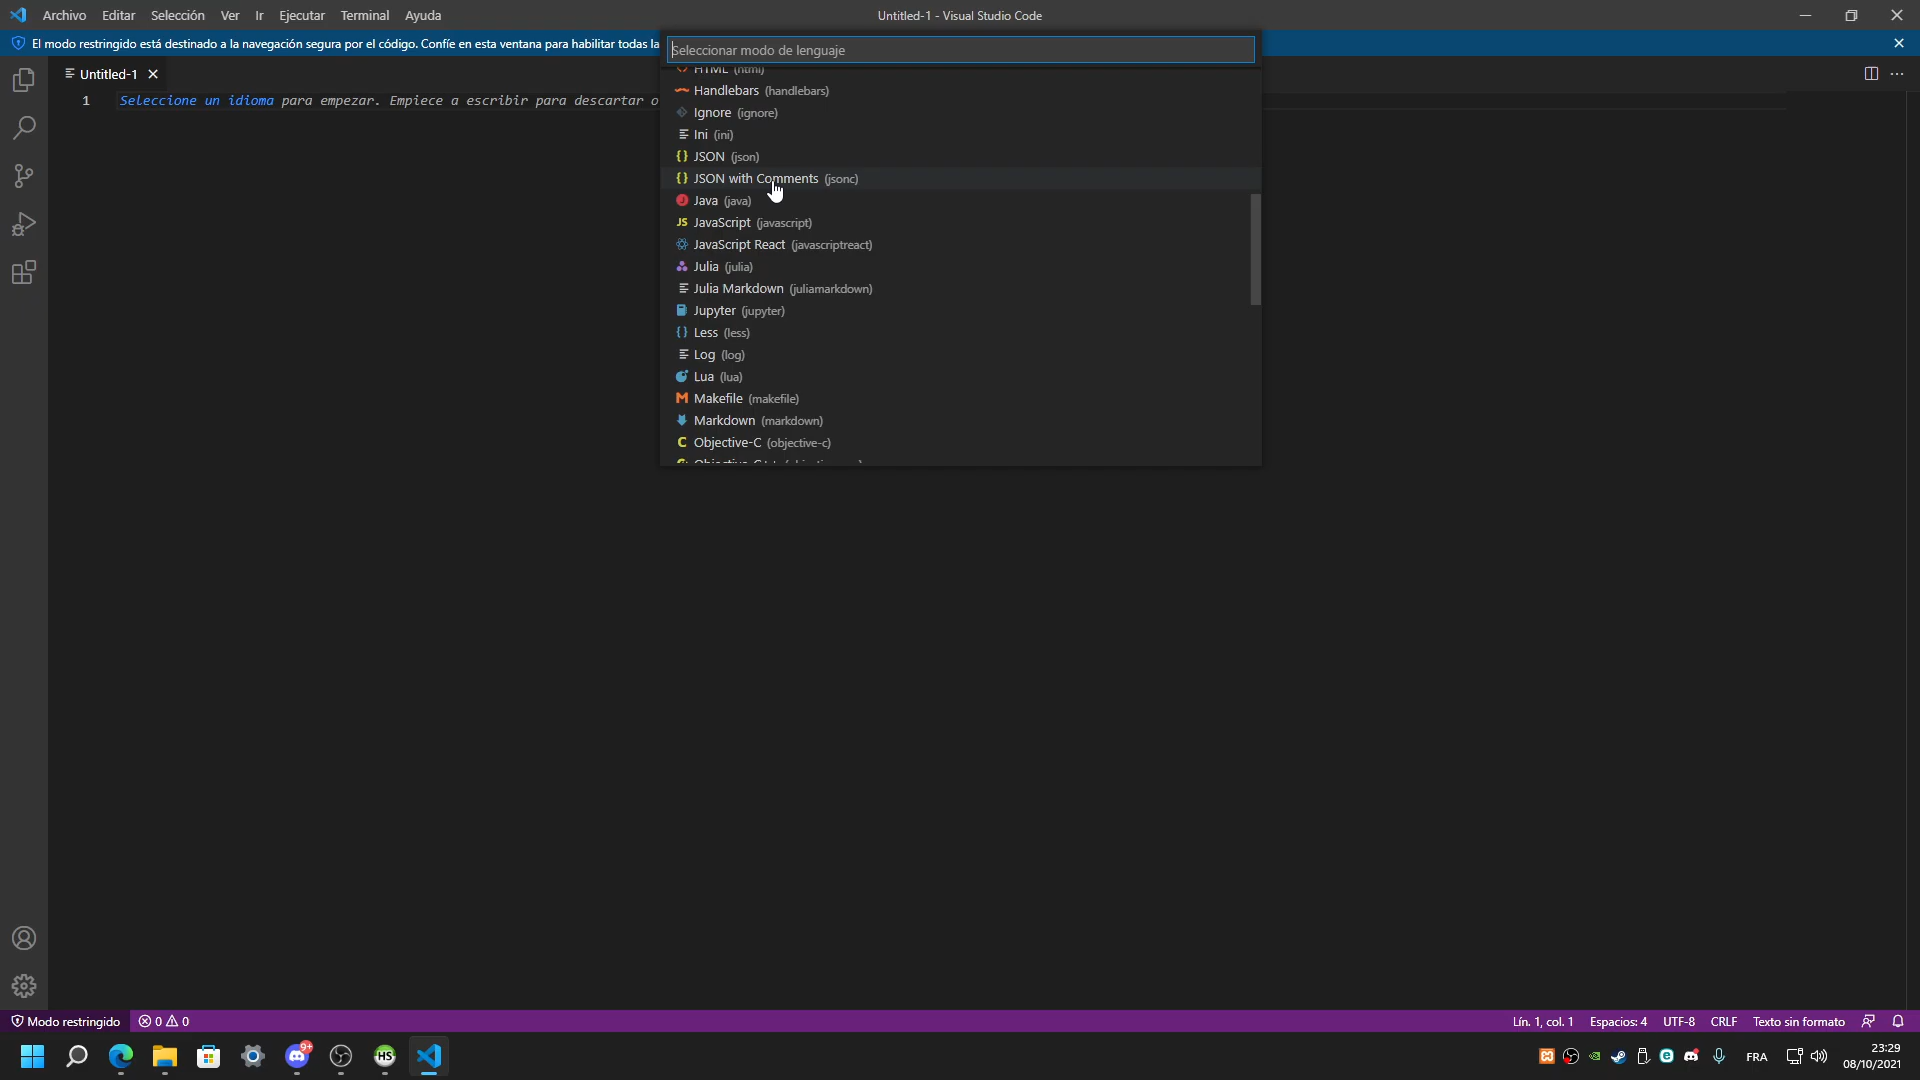 Archivo Editar Selección Ver Ir Ejecutar Terminal Ayuda
Untitled-1 - Visual Studio Code
El modo restringido está destinado a la navegación segura por el código. Confíe en esta ventana para habilitar todas la
Seleccionar modo de lenguaje
Untitled-1
1 Seleccione un idioma para empezar. Empiece a escribir para descartar o
HTML (html)
Handlebars (handlebars)
Ignore (ignore)
Ini (ini)
JSON (json)
JSON with Comments (jsonc)
Java (java)
JavaScript (javascript)
JavaScript React (javascriptreact)
Julia (julia)
Julia Markdown (juliamarkdown)
Jupyter (jupyter)
Less (less)
Log (log)
Lua (lua)
Makefile (makefile)
Markdown (markdown)
Objective-C (objective-c)
Modo restringido 0 0
Lín. 1, col. 1 Espacios: 4 UTF-8 CRLF Texto sin formato
9+
HS
FRA
23:29
08/10/2021